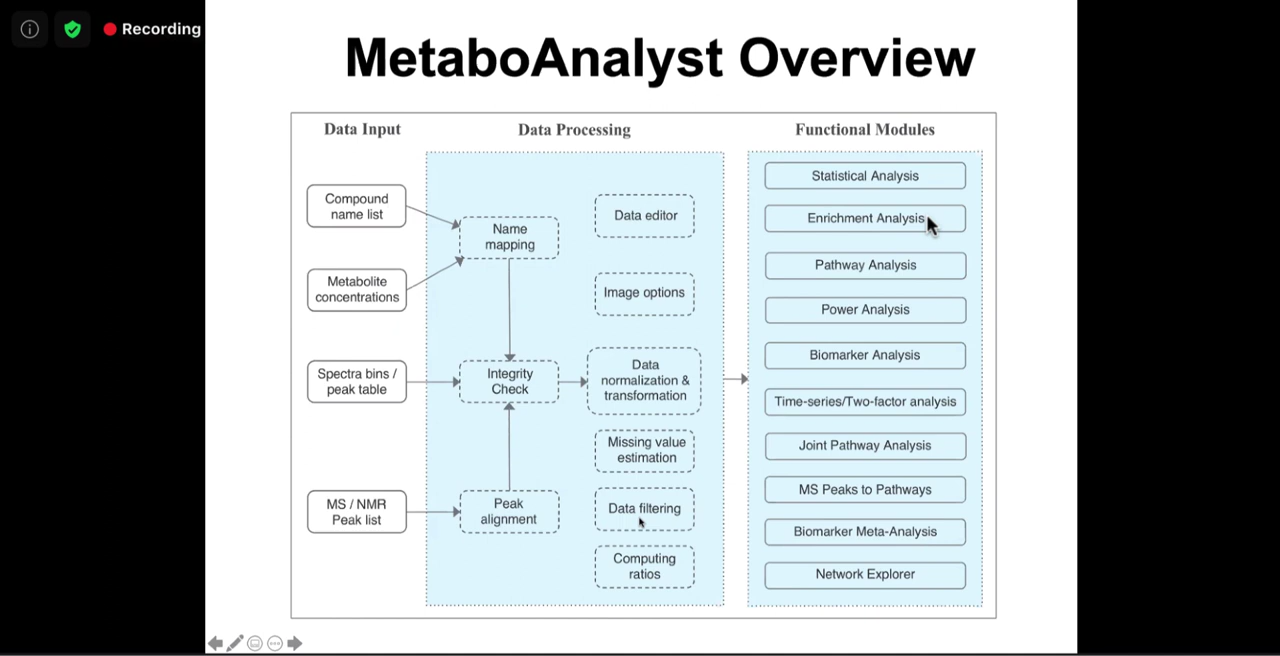 Recording
MetaboAnalyst Overview
Data Input
Data Processing
Functional Modules
Compound
name list
Metabolite
concentrations
Spectra bins /
peak table
MS / NMR
Peak list
Name
mapping
Integrity
Check
Peak
alignment
Data editor
Image options
Data
normalization &
transformation
Missing value
estimation
Data filtering
Computing
ratios
Statistical Analysis
Enrichment Analysis
Pathway Analysis
Power Analysis
Biomarker Analysis
Time-series/Two-factor analysis
Joint Pathway Analysis
MS Peaks to Pathways
Biomarker Meta-Analysis
Network Explorer